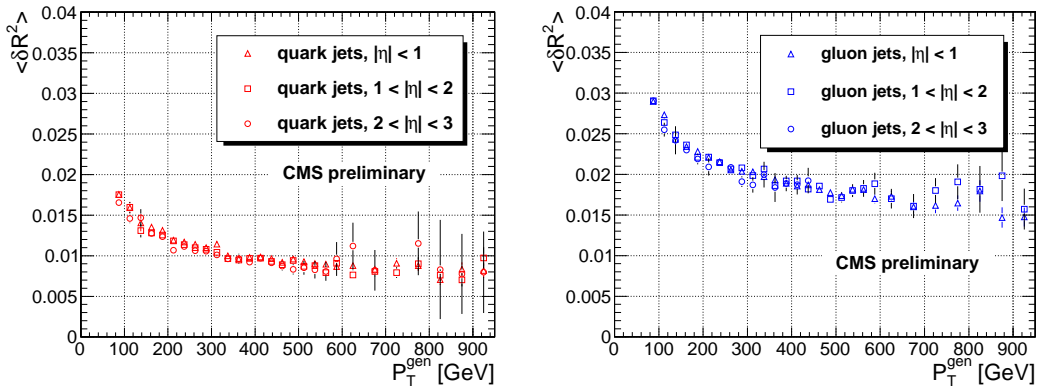 <δR²>
0.04
0.035
0.03
0.025
0.02
0.015
0.01
0.005
0
quark jets, |η| < 1
quark jets, 1 < |η| < 2
quark jets, 2 < |η| < 3
CMS preliminary
100 200 300 400 500 600 700 800 900
P_T^gen [GeV]
<δR²>
0.04
0.035
0.03
0.025
0.02
0.015
0.01
0.005
0
gluon jets, |η| < 1
gluon jets, 1 < |η| < 2
gluon jets, 2 < |η| < 3
CMS preliminary
0 100 200 300 400 500 600 700 800 900
P_T^gen [GeV]